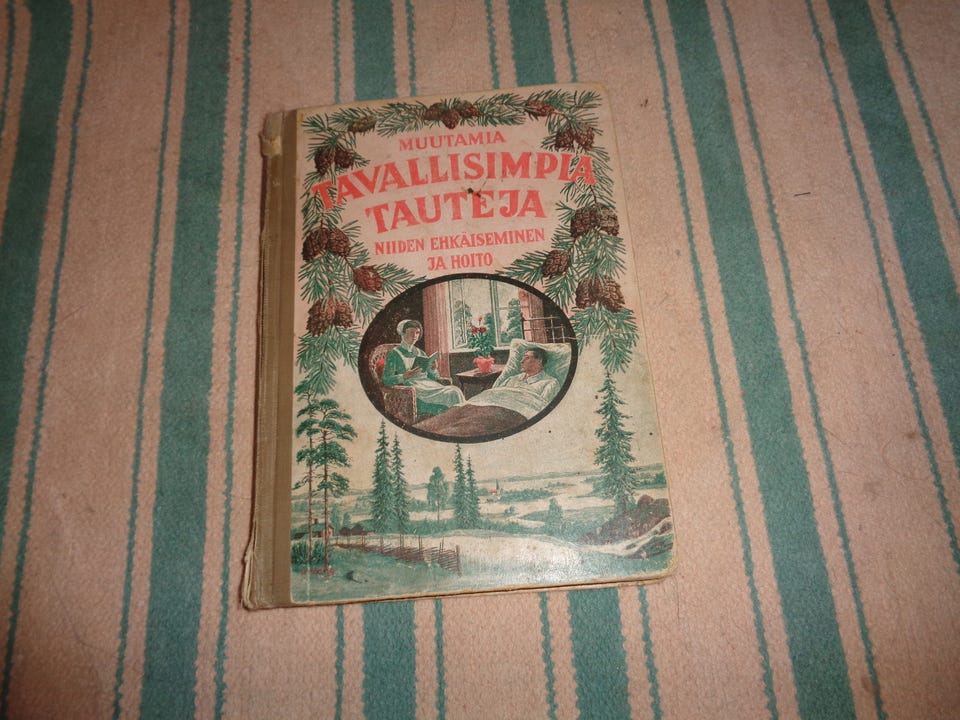 MUUTAMIA
TAVALLISIMPIA
TAUTEJA
NIIDEN EHKÄISEMINEN
JA HOITO